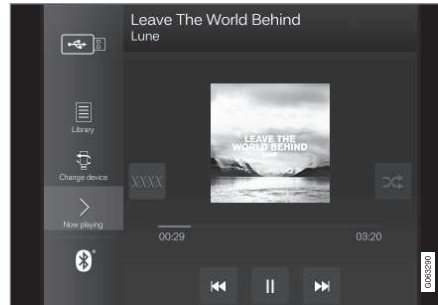 Leave The World Behind
Lune
Library
Change device
Now playing
LEAVE THE
WORLD BEHIND
LUNE
XXXX
00:29
03:20
G063290